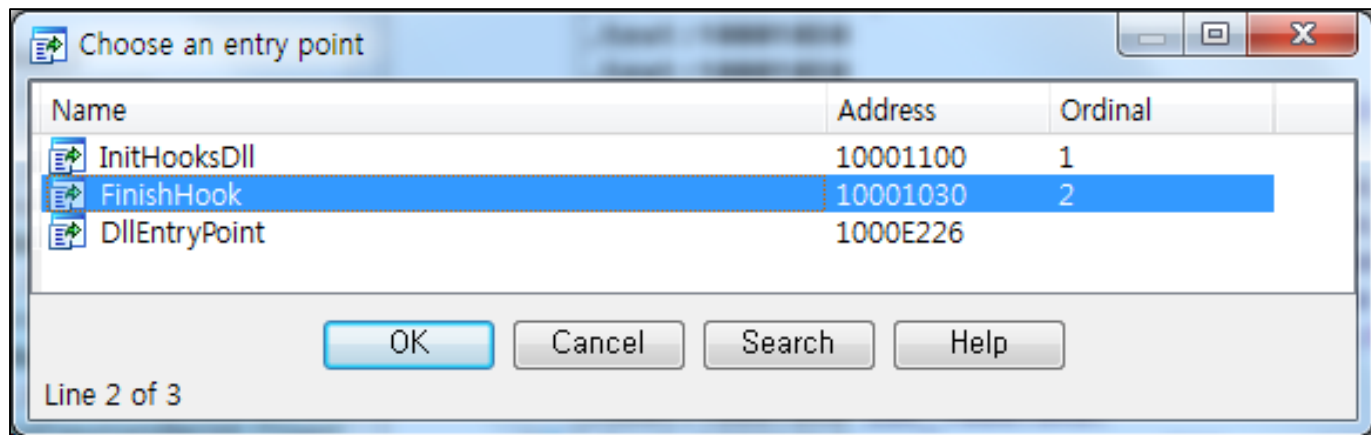 Choose an entry point
Name Address Ordinal
InitHooksDll 10001100 1
FinishHook 10001030 2
DllEntryPoint 1000E226
OK Cancel Search Help
Line 2 of 3